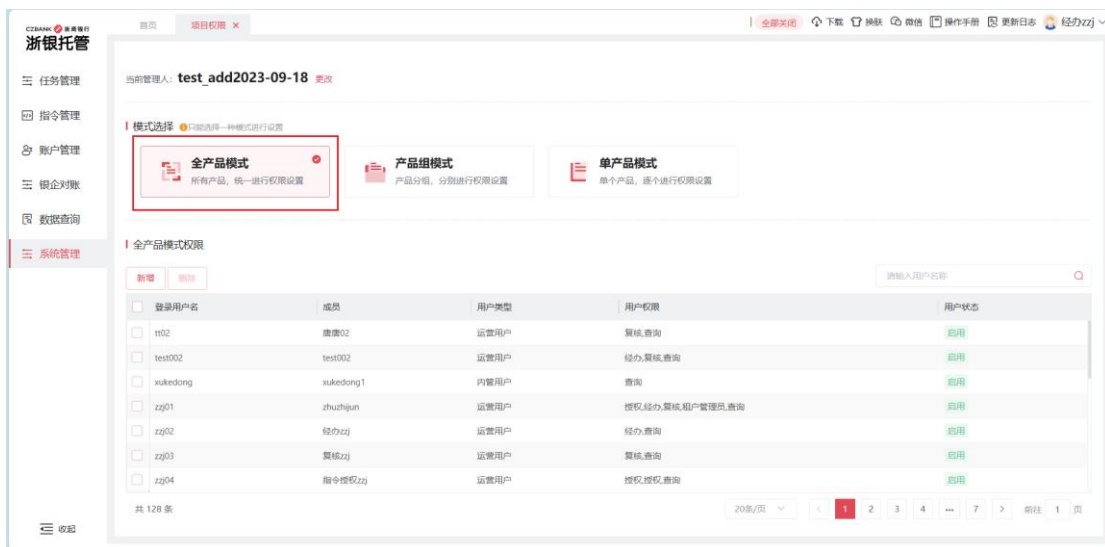 CZBANK 浙商银行
浙银托管
首页 项目权限 ×
全部关闭 下载 换肤 微信 操作手册 更新日志 经办zzj
任务管理
指令管理
账户管理
银企对账
数据查询
系统管理
收起
当前管理人: test_add2023-09-18 更改
模式选择 只能选择一种模式进行设置
全产品模式
所有产品, 统一进行权限设置
产品组模式
产品分组, 分别进行权限设置
单产品模式
单个产品, 逐个进行权限设置
全产品模式权限
新增 删除 请输入用户名称
登录用户名 成员 用户类型 用户权限 用户状态
tt02 唐唐02 运营用户 复核,查询 启用
test002 test002 运营用户 经办,复核,查询 启用
xukedong xukedong1 内管用户 查询 启用
zzj01 zhuzhijun 运营用户 授权,经办,复核,租户管理员,查询 启用
zzj02 经办zzj 运营用户 经办,查询 启用
zzj03 复核zzj 运营用户 复核,查询 启用
zzj04 指令授权zzj 运营用户 授权,授权,查询 启用
共 128 条 20条/页 < 1 2 3 4 ••• 7 > 前往 1 页